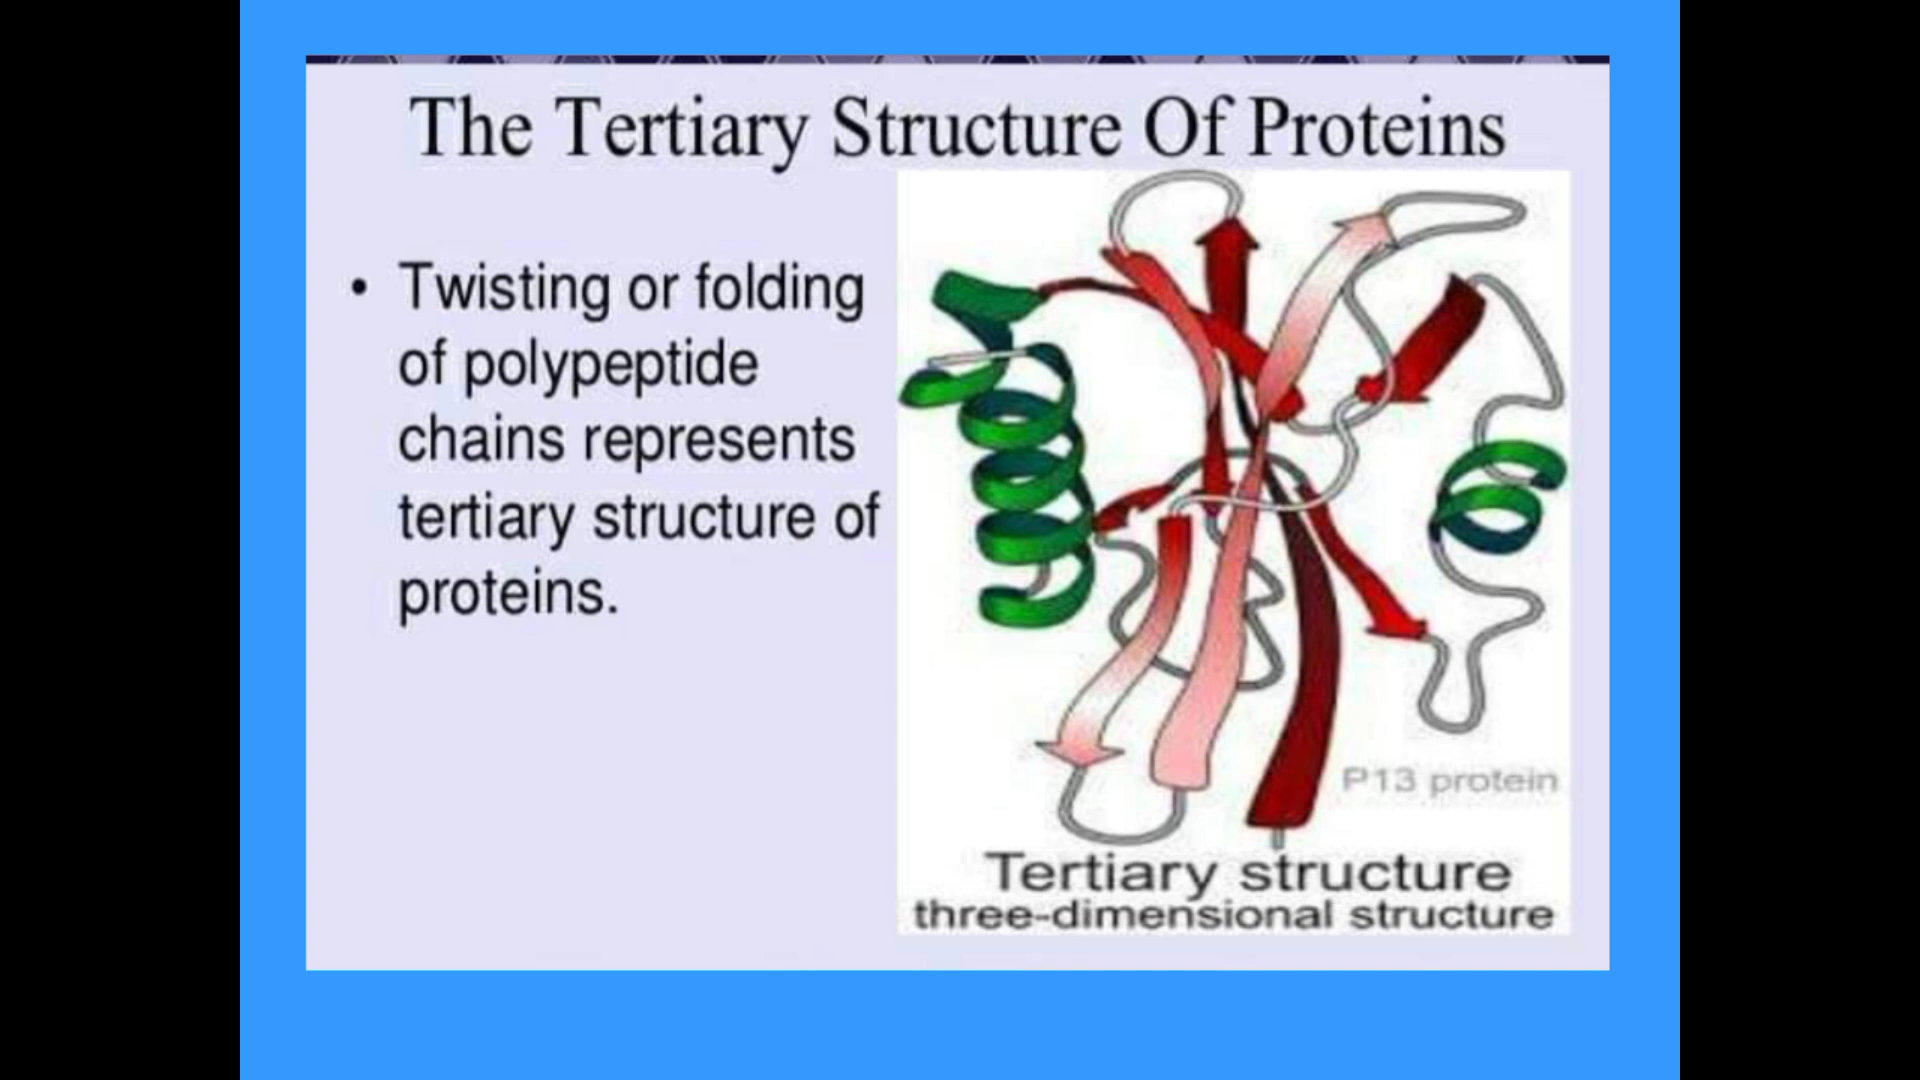 The Tertiary Structure Of Proteins
• Twisting or folding
of polypeptide
chains represents
tertiary structure of
proteins.
P13 protein
Tertiary structure
three-dimensional structure